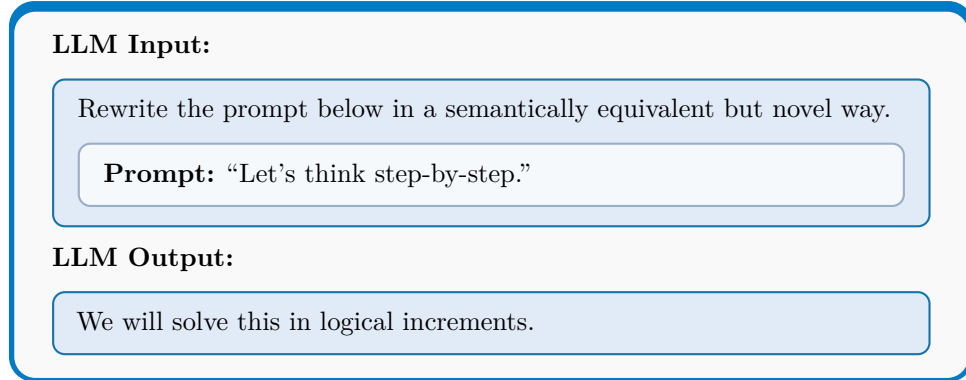 LLM Input:
Rewrite the prompt below in a semantically equivalent but novel way.
Prompt: “Let’s think step-by-step.”
LLM Output:
We will solve this in logical increments.